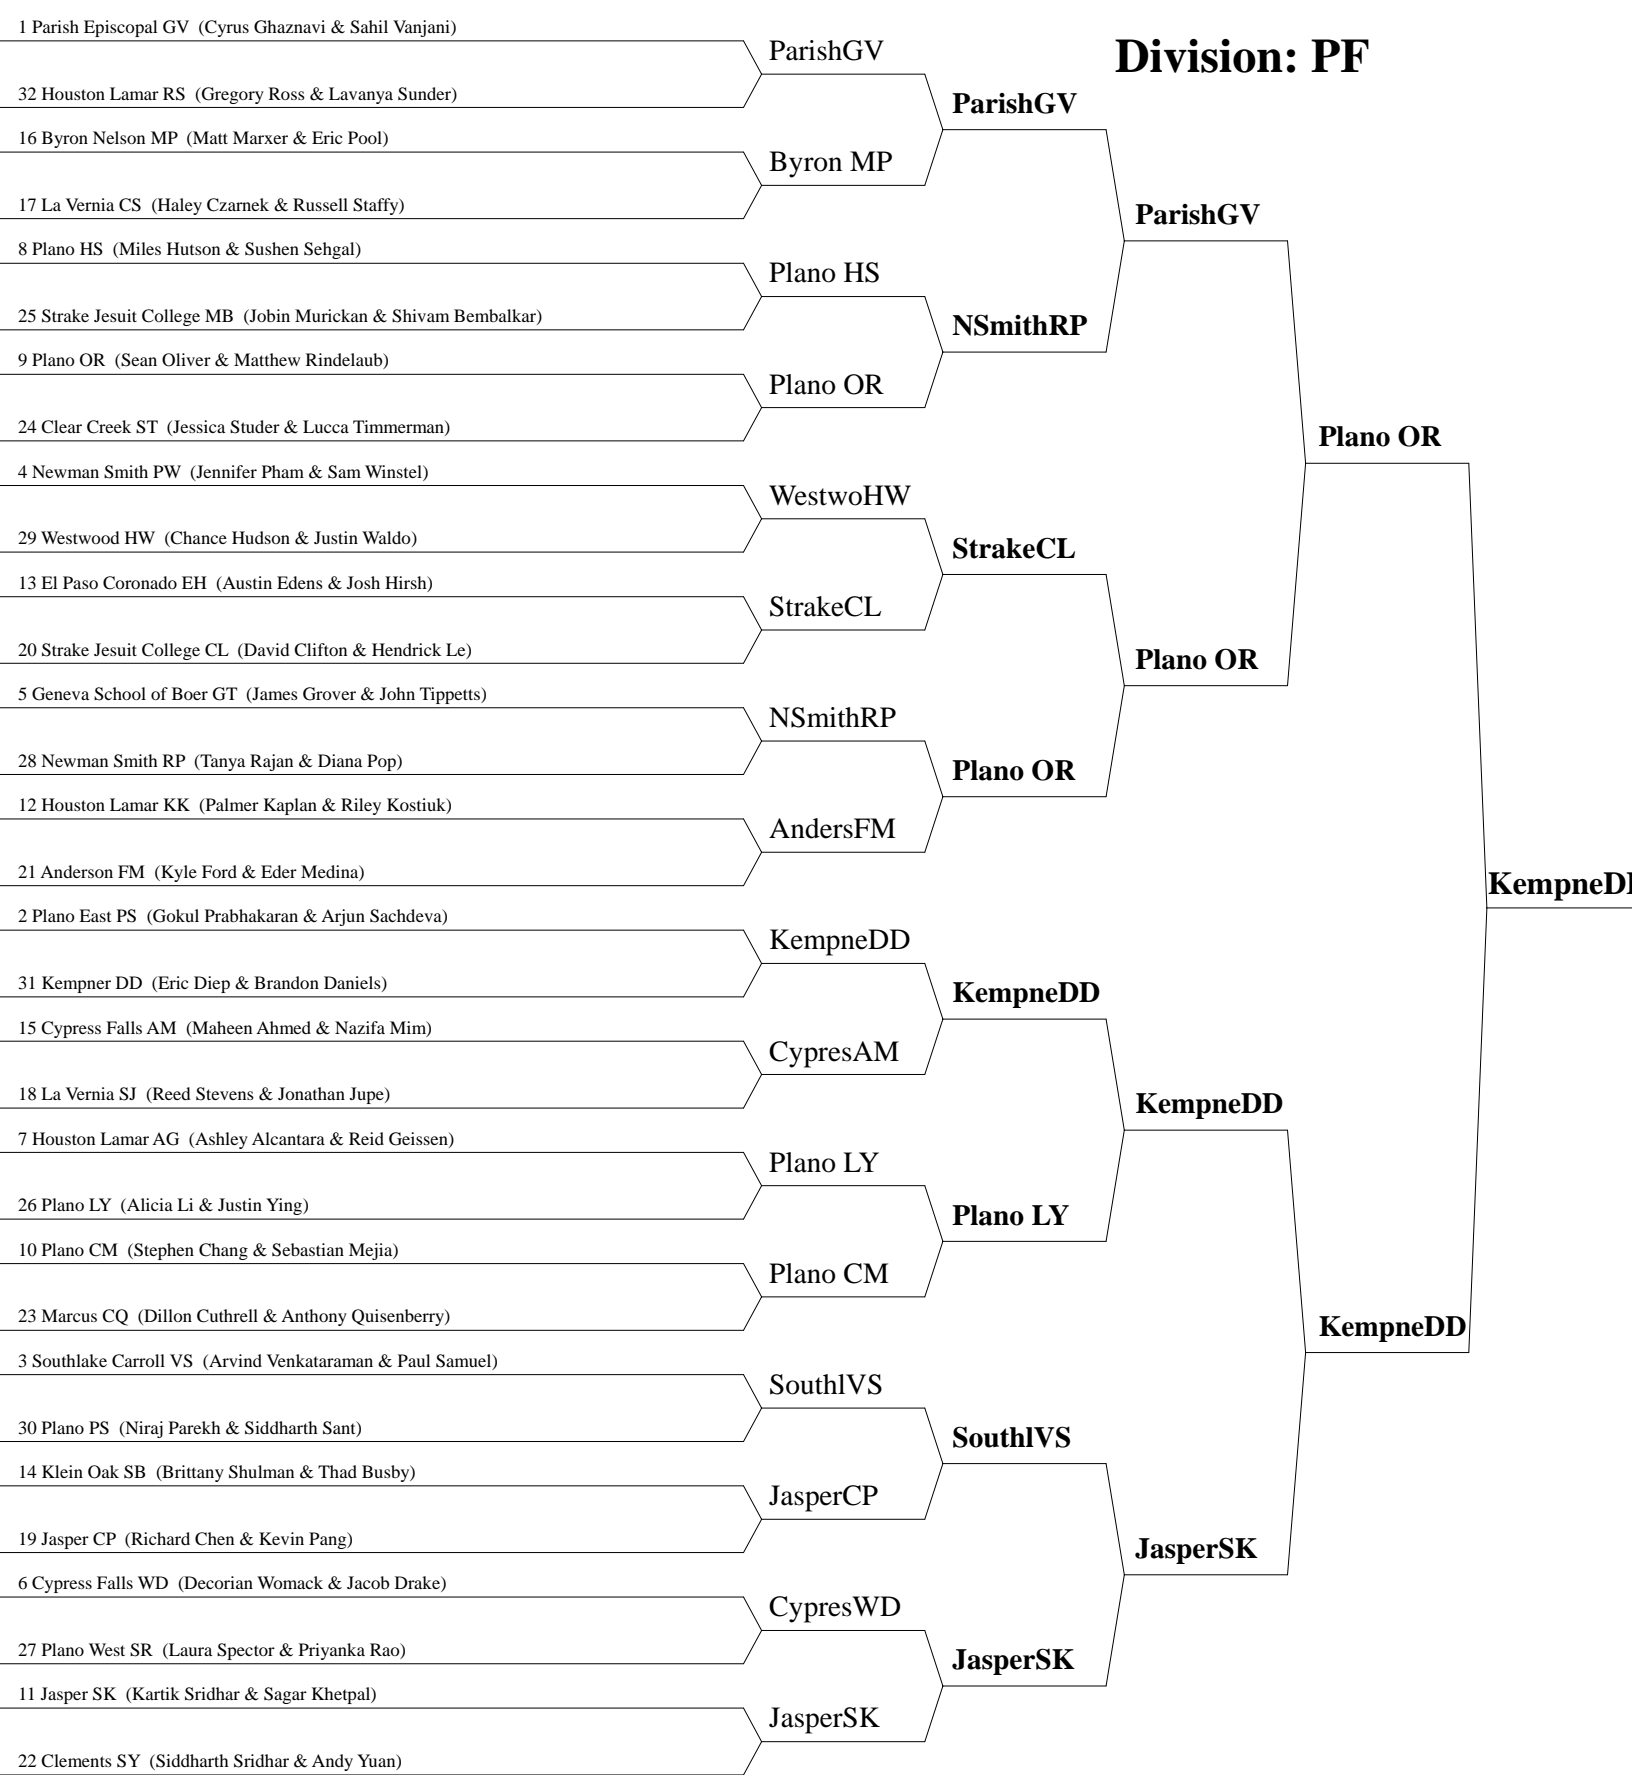 Division: PF
1 Parish Episcopal GV (Cyrus Ghaznavi & Sahil Vanjani)
32 Houston Lamar RS (Gregory Ross & Lavanya Sunder)
16 Byron Nelson MP (Matt Marxer & Eric Pool)
17 La Vernia CS (Haley Czarnek & Russell Staffy)
8 Plano HS (Miles Hutson & Sushen Sehgal)
25 Strake Jesuit College MB (Jobin Murickan & Shivam Bembalkar)
9 Plano OR (Sean Oliver & Matthew Rindelaub)
24 Clear Creek ST (Jessica Studer & Lucca Timmerman)
4 Newman Smith PW (Jennifer Pham & Sam Winstel)
29 Westwood HW (Chance Hudson & Justin Waldo)
13 El Paso Coronado EH (Austin Edens & Josh Hirsh)
20 Strake Jesuit College CL (David Clifton & Hendrick Le)
5 Geneva School of Boer GT (James Grover & John Tippetts)
28 Newman Smith RP (Tanya Rajan & Diana Pop)
12 Houston Lamar KK (Palmer Kaplan & Riley Kostiuk)
21 Anderson FM (Kyle Ford & Eder Medina)
2 Plano East PS (Gokul Prabhakaran & Arjun Sachdeva)
31 Kempner DD (Eric Diep & Brandon Daniels)
15 Cypress Falls AM (Maheen Ahmed & Nazifa Mim)
18 La Vernia SJ (Reed Stevens & Jonathan Jupe)
7 Houston Lamar AG (Ashley Alcantara & Reid Geissen)
26 Plano LY (Alicia Li & Justin Ying)
10 Plano CM (Stephen Chang & Sebastian Mejia)
23 Marcus CQ (Dillon Cuthrell & Anthony Quisenberry)
3 Southlake Carroll VS (Arvind Venkataraman & Paul Samuel)
30 Plano PS (Niraj Parekh & Siddharth Sant)
14 Klein Oak SB (Brittany Shulman & Thad Busby)
19 Jasper CP (Richard Chen & Kevin Pang)
6 Cypress Falls WD (Decorian Womack & Jacob Drake)
27 Plano West SR (Laura Spector & Priyanka Rao)
11 Jasper SK (Kartik Sridhar & Sagar Khetpal)
22 Clements SY (Siddharth Sridhar & Andy Yuan)
ParishGV
Byron MP
Plano HS
Plano OR
WestwoHW
StrakeCL
NSmithRP
AndersFM
KempneDD
CypresAM
Plano LY
Plano CM
SouthlVS
JasperCP
CypresWD
JasperSK
ParishGV
NSmithRP
StrakeCL
Plano OR
KempneDD
Plano LY
SouthlVS
JasperSK
ParishGV
Plano OR
KempneDD
JasperSK
Plano OR
KempneDD